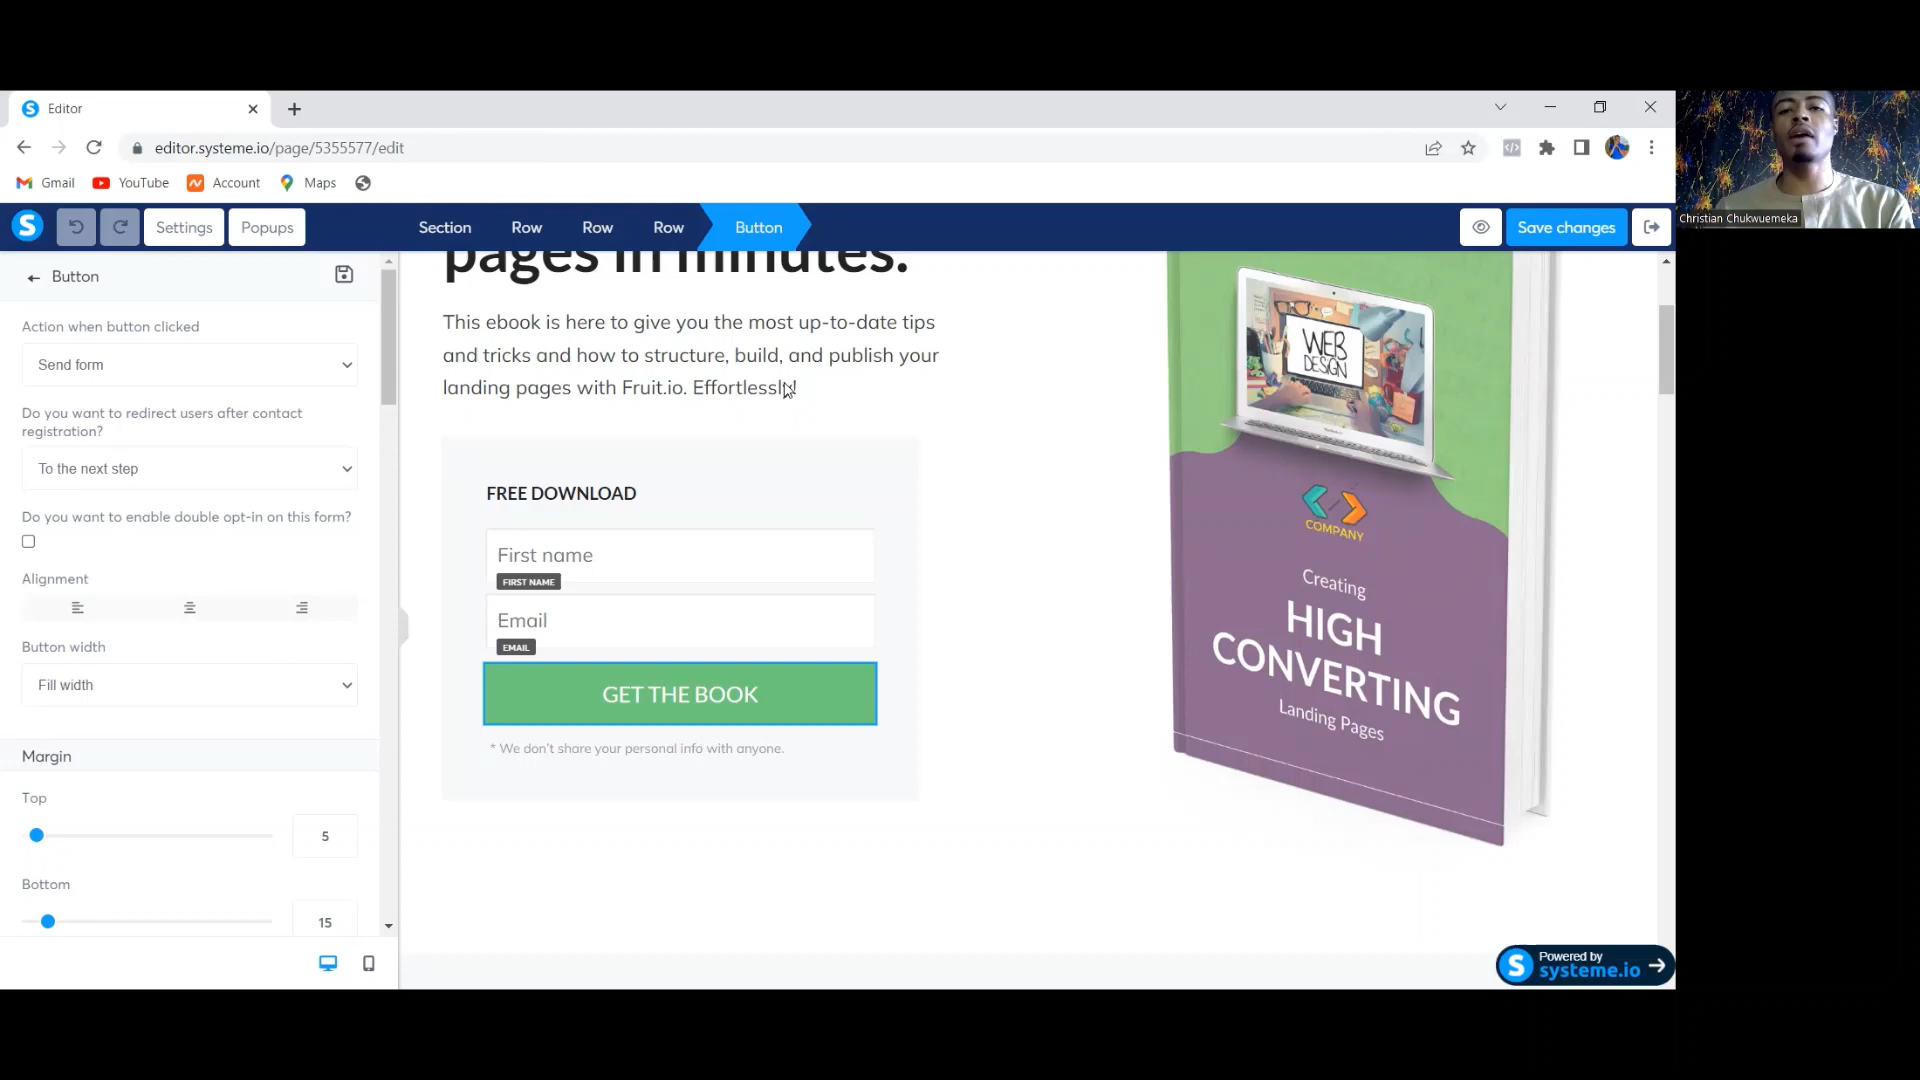 Editor
editor.systeme.io/page/5355577/edit
Gmail
YouTube
Account
Maps
Christian Chukwuemeka
S
Settings
Popups
Section
Row
Row
Row
Button
Save changes
Button
Action when button clicked
Send form
Do you want to redirect users after contact
registration?
To the next step
Do you want to enable double opt-in on this form?
Alignment
Button width
Fill width
Margin
Top
5
Bottom
15
pages in minutes.
This ebook is here to give you the most up-to-date tips
and tricks and how to structure, build, and publish your
landing pages with Fruit.io. Effortlessly!
FREE DOWNLOAD
First name
FIRST NAME
Email
EMAIL
GET THE BOOK
* We don't share your personal info with anyone.
WEB
DESIGN
COMPANY
Creating
HIGH
CONVERTING
Landing Pages
Powered by
systeme.io